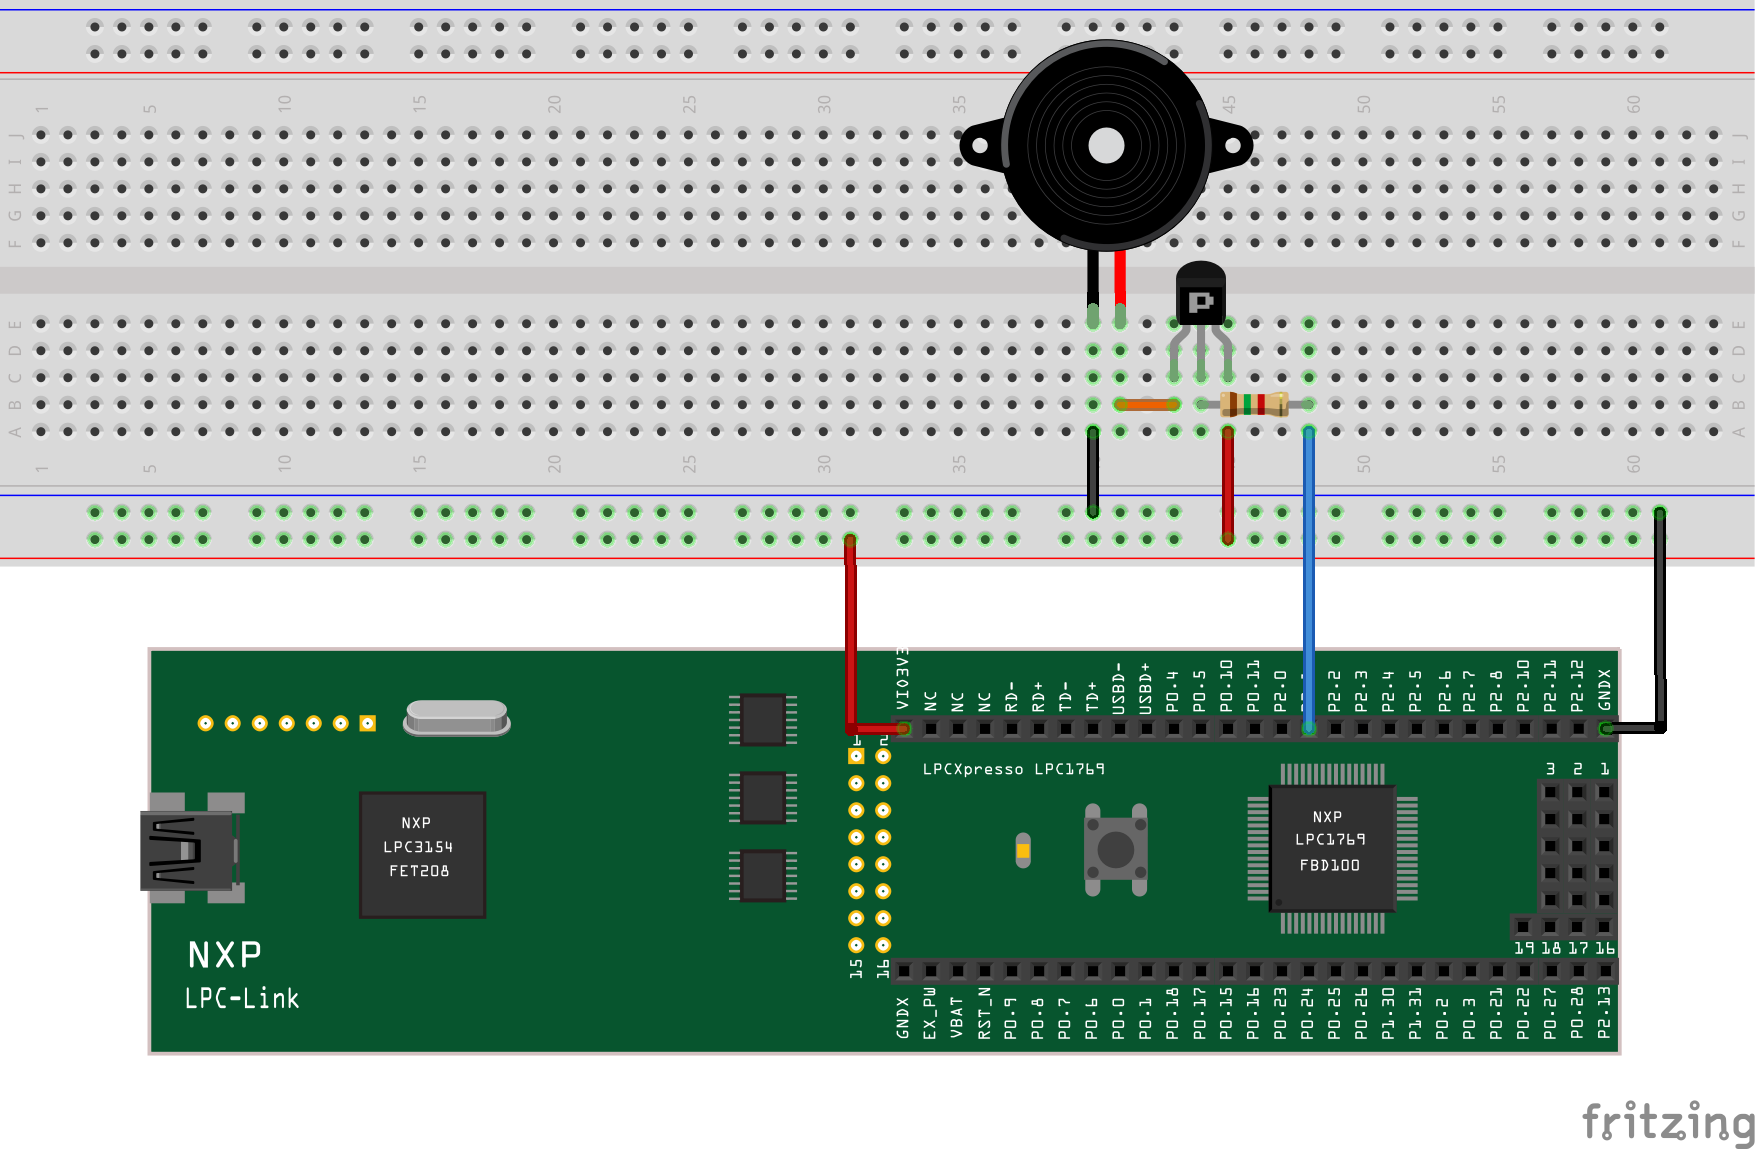 1 5 10 15 20 25 30 35 45 50 55 60
J J
I I
H H
G G
F F
P
E E
D D
C C
B B
A A
1 5 10 15 20 25 30 35 50 55 60
VIO3V3 NC NC NC RD- RD+ TD- TD+ USBD- USBD+ P0.4 P0.5 P0.10 P0.11 P2.0 P2.2 P2.3 P2.4 P2.5 P2.6 P2.7 P2.8 P2.10 P2.11 P2.12 GNDX
1 2
LPCXpresso LPC1769
3 2 1
NXP
LPC3154
FET208
NXP
LPC1769
FBD100
19 18 17 16
NXP
LPC-Link
15 16
GNDX EX_PW VBAT RST_N P0.9 P0.8 P0.7 P0.6 P0.0 P0.1 P0.18 P0.17 P0.15 P0.16 P0.23 P0.24 P0.25 P0.26 P1.30 P1.31 P0.2 P0.3 P0.21 P0.22 P0.27 P0.28 P2.13
fritzing